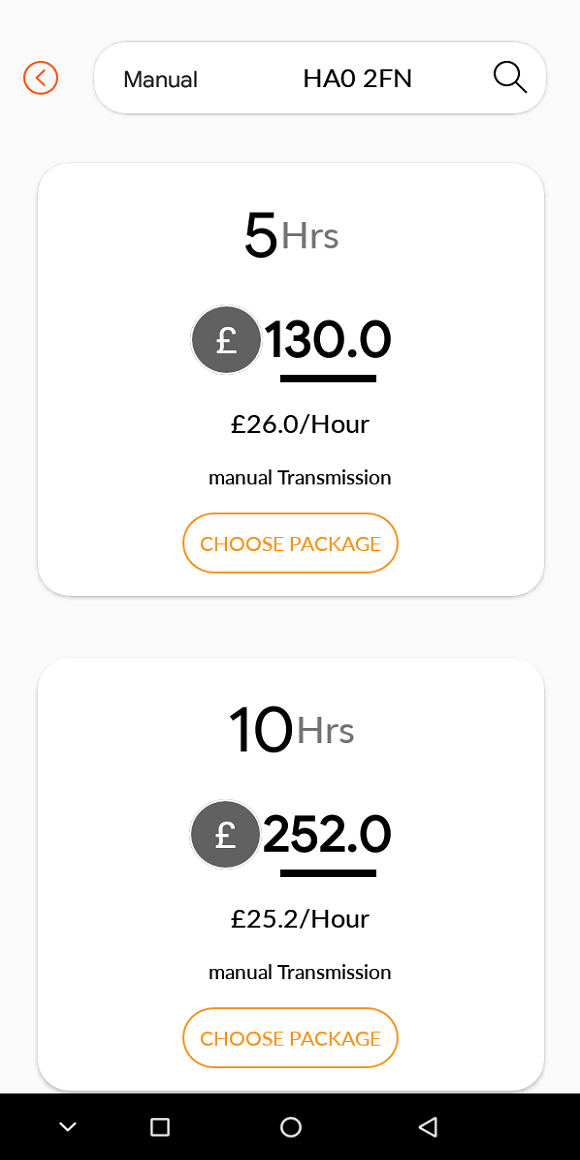 Manual HA0 2FN
5Hrs
£ 130.0
£26.0/Hour
manual Transmission
CHOOSE PACKAGE
10Hrs
£ 252.0
£25.2/Hour
manual Transmission
CHOOSE PACKAGE